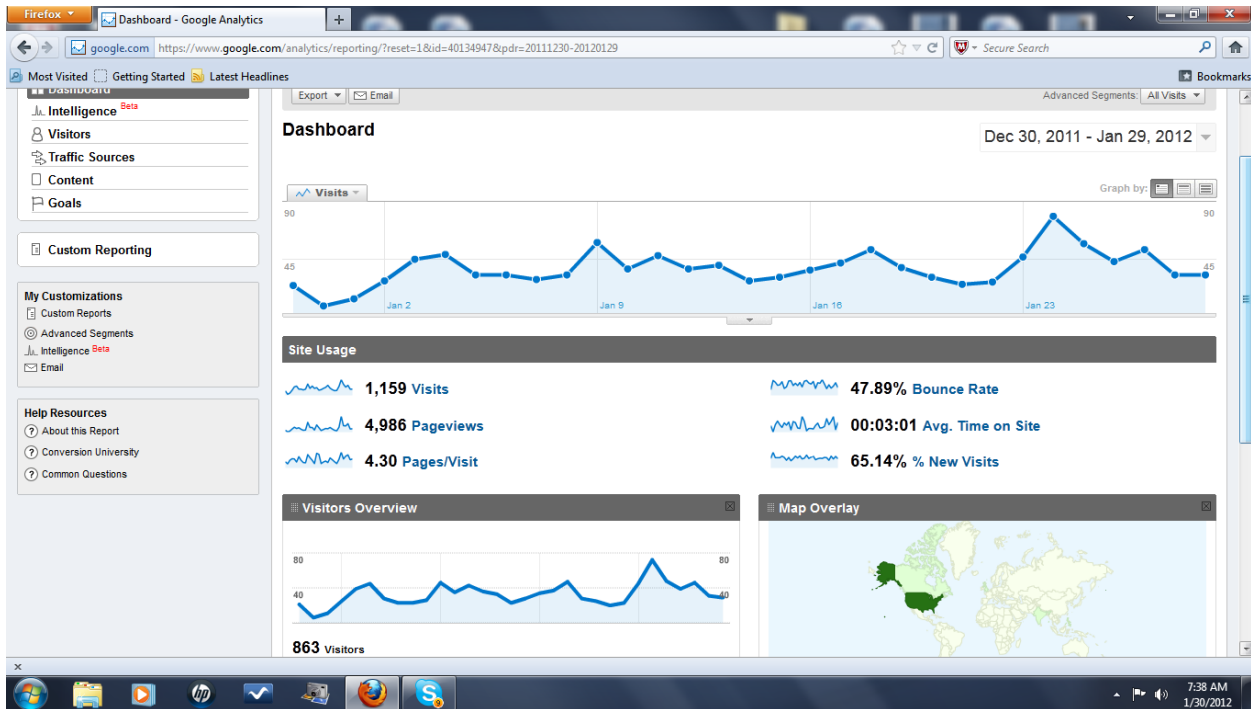 Firefox
Dashboard - Google Analytics
+
google.com https://www.google.com/analytics/reporting/?reset=1&id=40134947&pdr=20111230-20120129
Secure Search
Most Visited Getting Started Latest Headlines Bookmarks
Dashboard
Intelligence Beta
Visitors
Traffic Sources
Content
Goals
Custom Reporting
My Customizations
Custom Reports
Advanced Segments
Intelligence Beta
Email
Help Resources
? About this Report
? Conversion University
? Common Questions
Export Email Advanced Segments: All Visits
Dashboard
Dec 30, 2011 - Jan 29, 2012
Visits Graph by:
90 90
45 45
Jan 2 Jan 9 Jan 16 Jan 23
Site Usage
1,159 Visits 47.89% Bounce Rate
4,986 Pageviews 00:03:01 Avg. Time on Site
4.30 Pages/Visit 65.14% % New Visits
Visitors Overview
80 80
40 40
863 Visitors
Map Overlay
x
hp
S 9
7:38 AM
1/30/2012